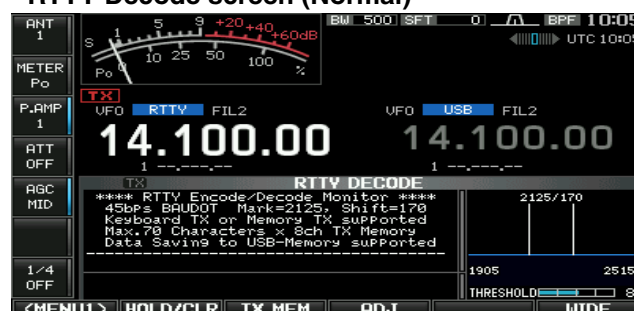 RTTY Decode screen (Normal)
ANT 1
BW 500 SFT 0 BPF 10:05
UTC 10:05
S 1 5 9 +20 +40 +60dB
Po 0 10 25 50 100 %
METER Po
TX
P.AMP 1
VFO RTTY FIL2 VFO USB FIL2
14.100.00 14.100.00
1 --.---.-- 1 --.---.--
ATT OFF
AGC MID
TX RTTY DECODE
**** RTTY Encode/Decode Monitor ****
45bps BAUDOT Mark=2125, Shift=170
Keyboard TX or Memory TX supported
Max.70 Characters x 8ch TX Memory
Data Saving to USB-Memory supported
------------------------------------
2125/170
1905 2515
THRESHOLD 8
1/4 OFF
<MENU1> HOLD/CLR TX MEM ADJ WIDE